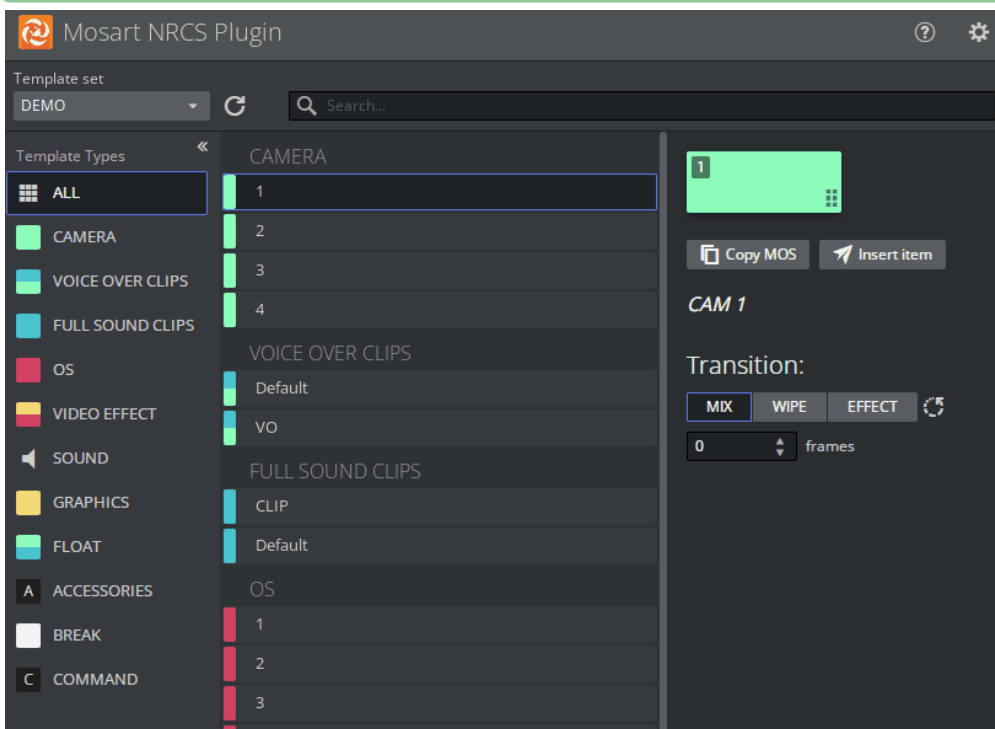 Mosart NRCS Plugin
Template set
DEMO
Search...
Template Types
ALL
CAMERA
VOICE OVER CLIPS
FULL SOUND CLIPS
OS
VIDEO EFFECT
SOUND
GRAPHICS
FLOAT
A ACCESSORIES
BREAK
C COMMAND
CAMERA
1
2
3
4
VOICE OVER CLIPS
Default
VO
FULL SOUND CLIPS
CLIP
Default
OS
1
2
3
1
Copy MOS Insert item
CAM 1
Transition:
MIX WIPE EFFECT
0 frames